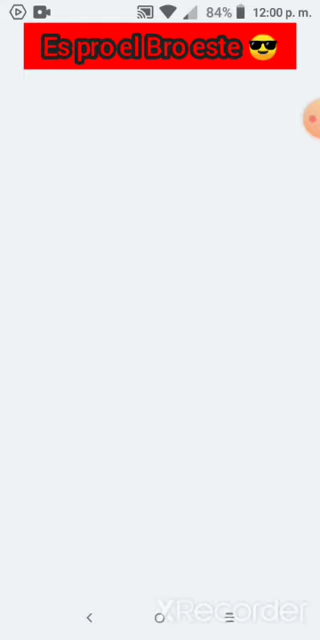 84% 12:00 p. m.
Es pro el Bro este 😎
XRecorder